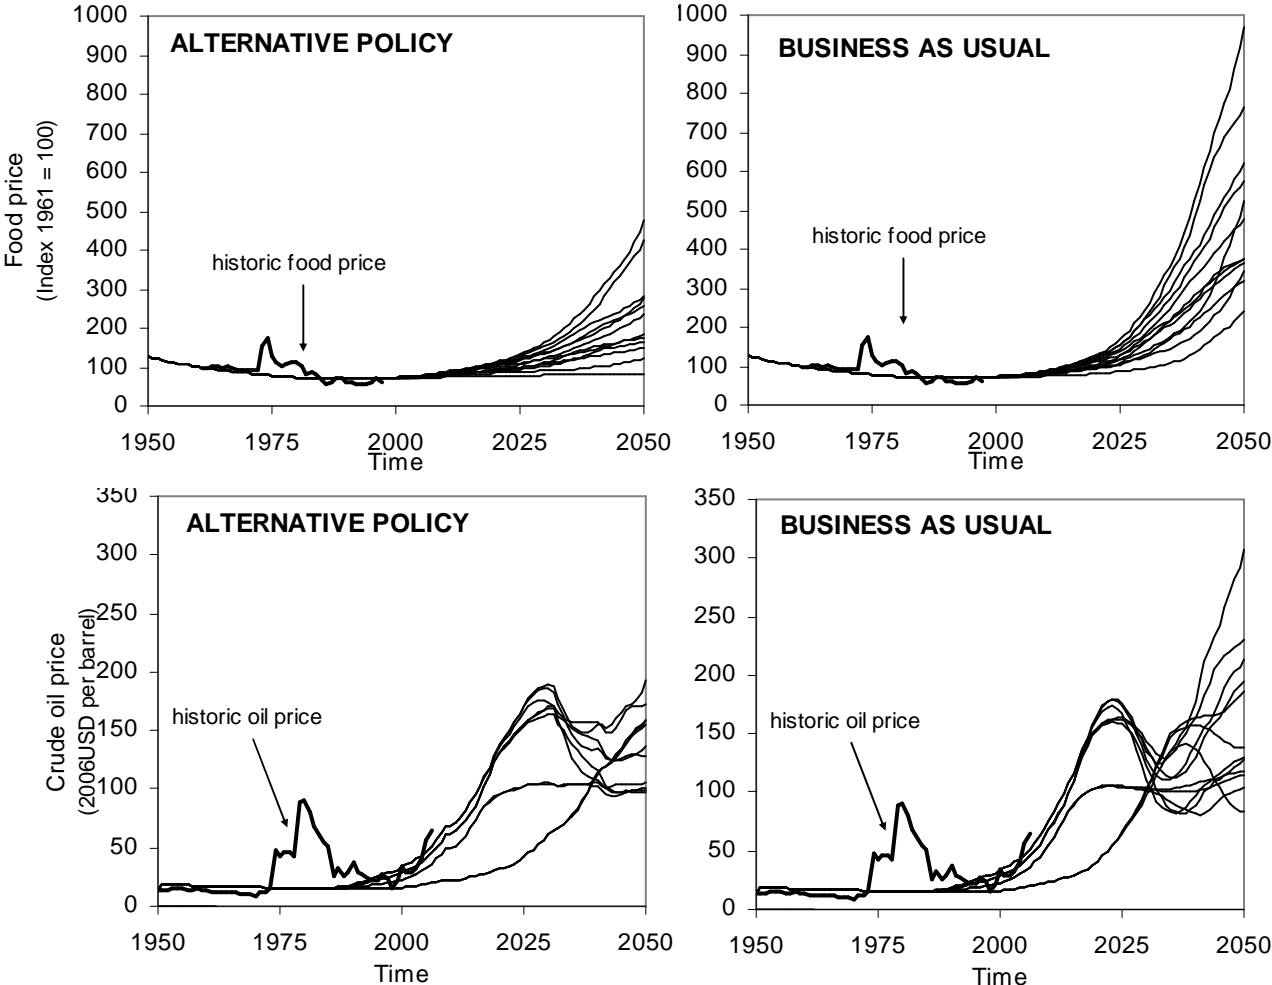 ALTERNATIVE POLICY
1000
900
800
700
600
500
400
300
200
100
0
Food price
(Index 1961 = 100)
historic food price
1950 1975 2000 2025 2050
Time
BUSINESS AS USUAL
1000
900
800
700
600
500
400
300
200
100
0
historic food price
1950 1975 2000 2025 2050
Time
ALTERNATIVE POLICY
350
300
250
200
150
100
50
0
Crude oil price
(2006USD per barrel)
historic oil price
1950 1975 2000 2025 2050
Time
BUSINESS AS USUAL
350
300
250
200
150
100
50
0
historic oil price
1950 1975 2000 2025 2050
Time